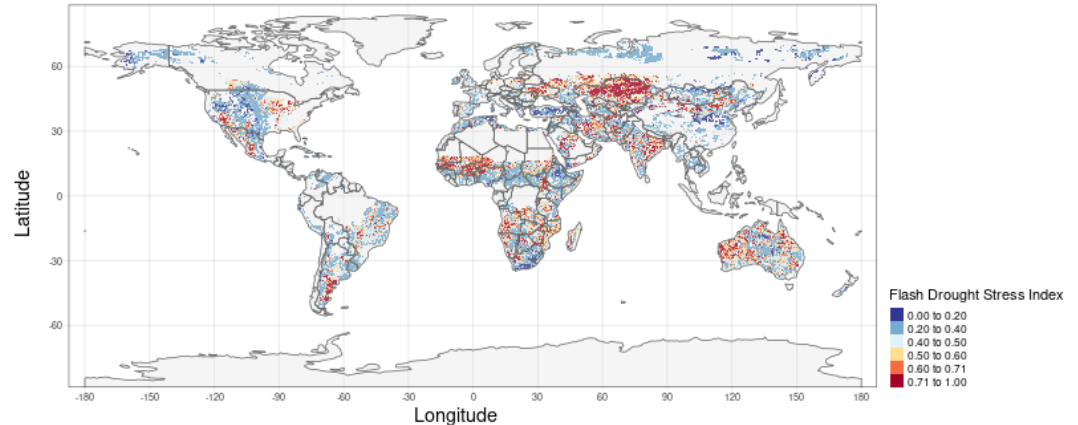 Latitude
60
30
0
-30
-60
-180 -150 -120 -90 -60 -30 0 30 60 90 120 150 180
Longitude
Flash Drought Stress Index
0.00 to 0.20
0.20 to 0.40
0.40 to 0.50
0.50 to 0.60
0.60 to 0.71
0.71 to 1.00